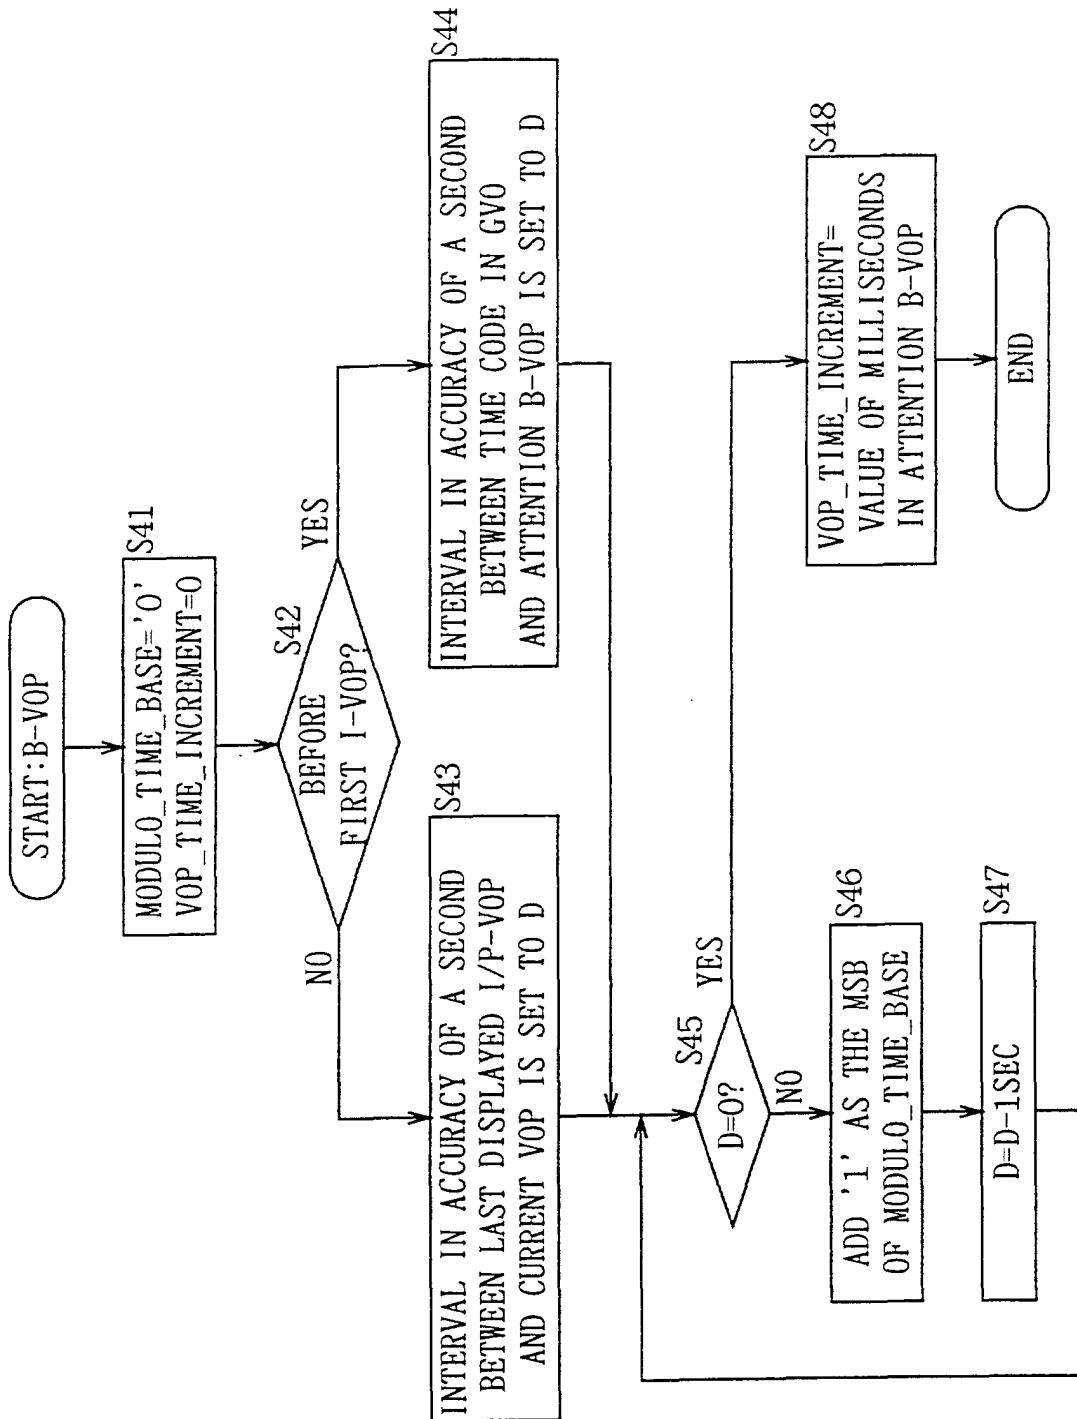 START:B-VOP
S41
MODULO_TIME_BASE='0'
VOP_TIME_INCREMENT=0
S42
BEFORE
FIRST I-VOP?
YES
NO
S43
INTERVAL IN ACCURACY OF A SECOND
BETWEEN LAST DISPLAYED I/P-VOP
AND CURRENT VOP IS SET TO D
S44
INTERVAL IN ACCURACY OF A SECOND
BETWEEN TIME CODE IN GVO
AND ATTENTION B-VOP IS SET TO D
S45
D=0?
YES
NO
S46
ADD '1' AS THE MSB
OF MODULO_TIME_BASE
S47
D=D-1SEC
S48
VOP_TIME_INCREMENT=
VALUE OF MILLISECONDS
IN ATTENTION B-VOP
END